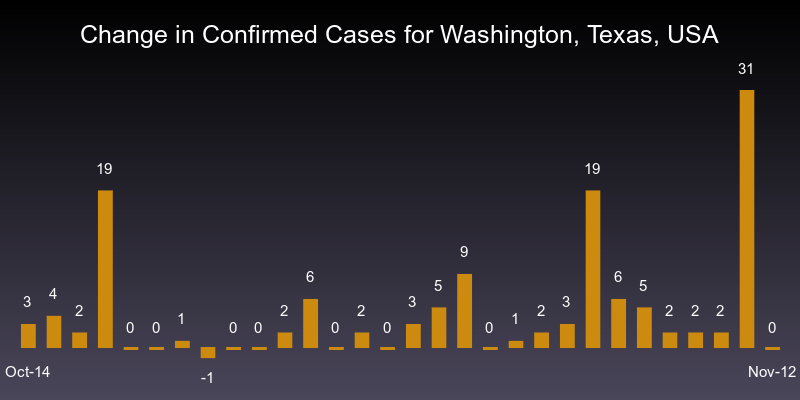 Change in Confirmed Cases for Washington, Texas, USA
3 4 2 19 0 0 1 -1 0 0 2 6 0 2 0 3 5 9 0 1 2 3 19 6 5 2 2 2 31 0
Oct-14 Nov-12